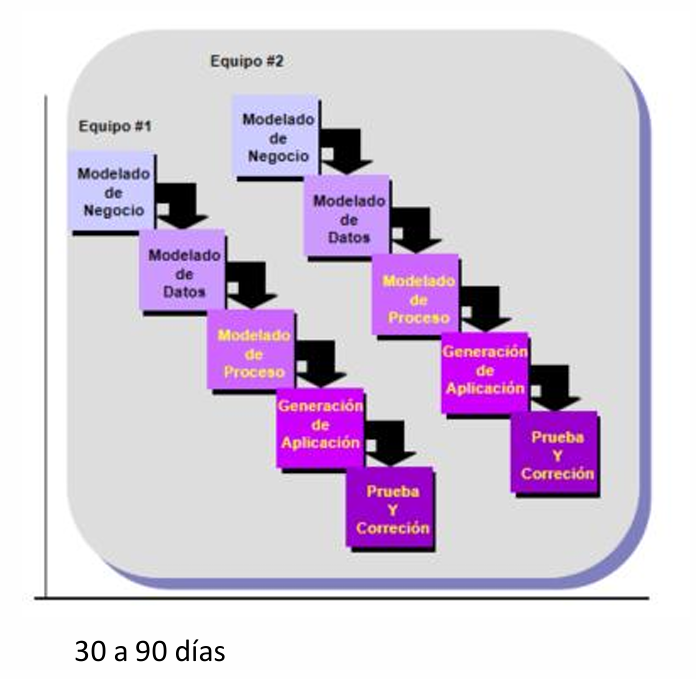 Equipo #2
Modelado
de
Negocio
Modelado
de
Datos
Modelado
de
Proceso
Generación
de
Aplicación
Prueba
Y
Correción
Equipo #1
Modelado
de
Negocio
Modelado
de
Datos
Modelado
de
Proceso
Generación
de
Aplicación
Prueba
Y
Correción
30 a 90 días